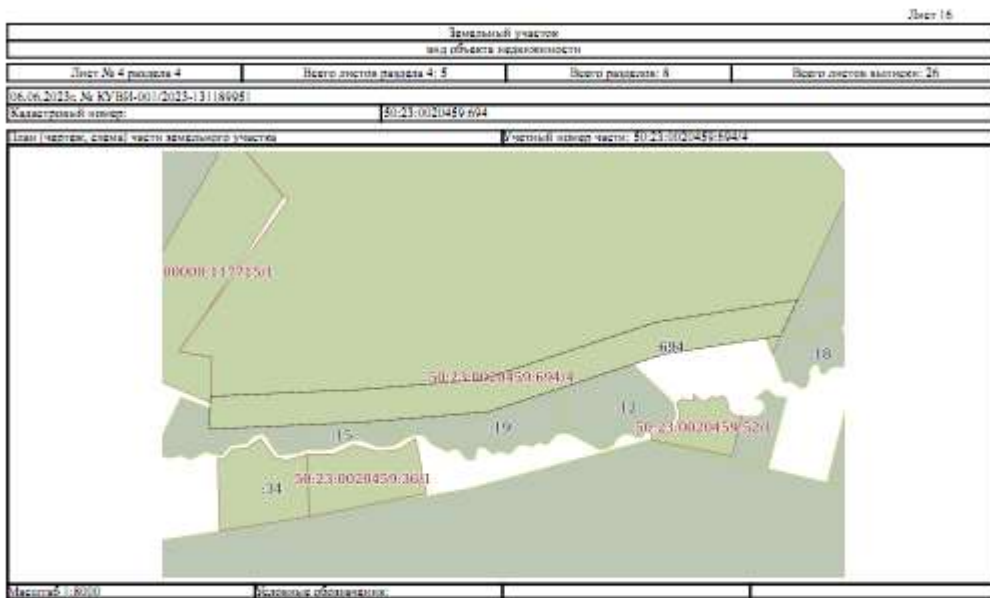 Лист 16
Земельный участок
вид объекта недвижимости
Лист № 4 раздела 4 Всего листов раздела 4: 5 Всего разделов: 8 Всего листов выписки: 26
06.06.2023г. № КУВИ-001/2023-131189951
Кадастровый номер: 50:23:0020459:694
План (чертеж, схема) части земельного участка Учетный номер части: 50:23:0020459:694/4
00000:117715/1
:694
:18
50:23:0020459:694/4
:12
:19
:15
50:23:0020459:52/1
50:23:0020459:36/1
:34
Масштаб 1:8000 Условные обозначения: